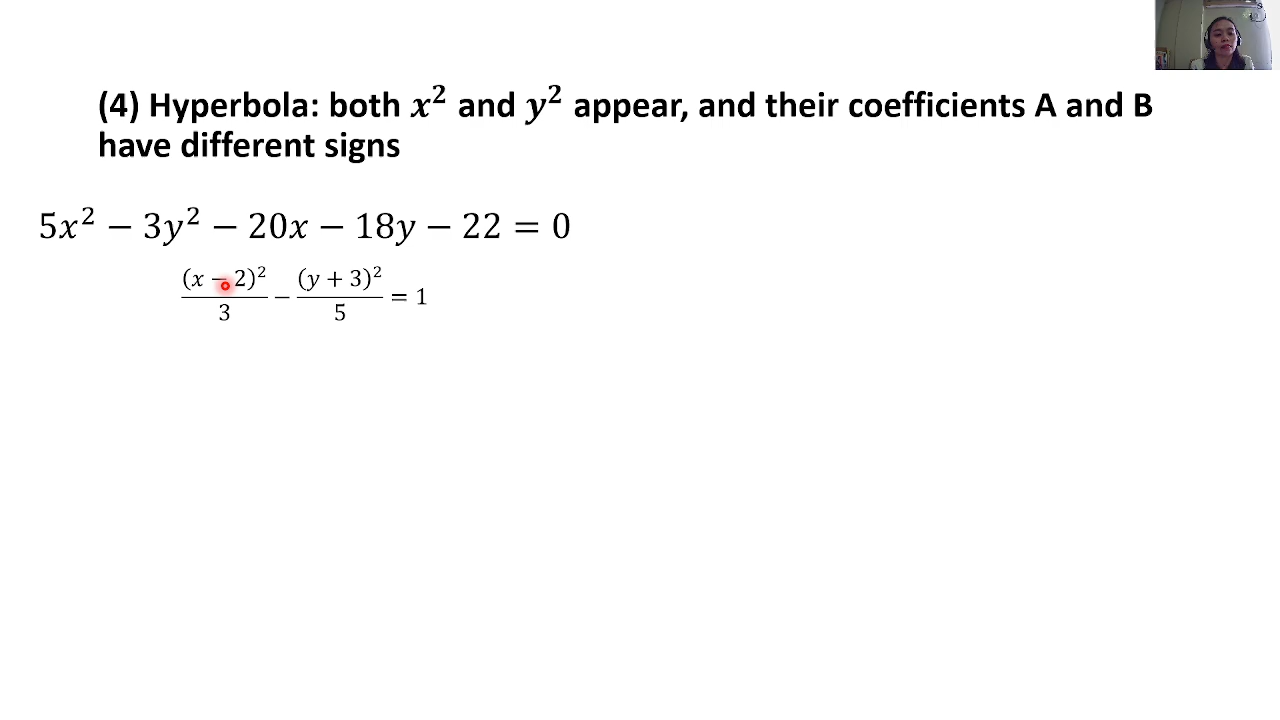 (4) Hyperbola: both x² and y² appear, and their coefficients A and B
have different signs
5x² − 3y² − 20x − 18y − 22 = 0
(x − 2)²/3 − (y + 3)²/5 = 1